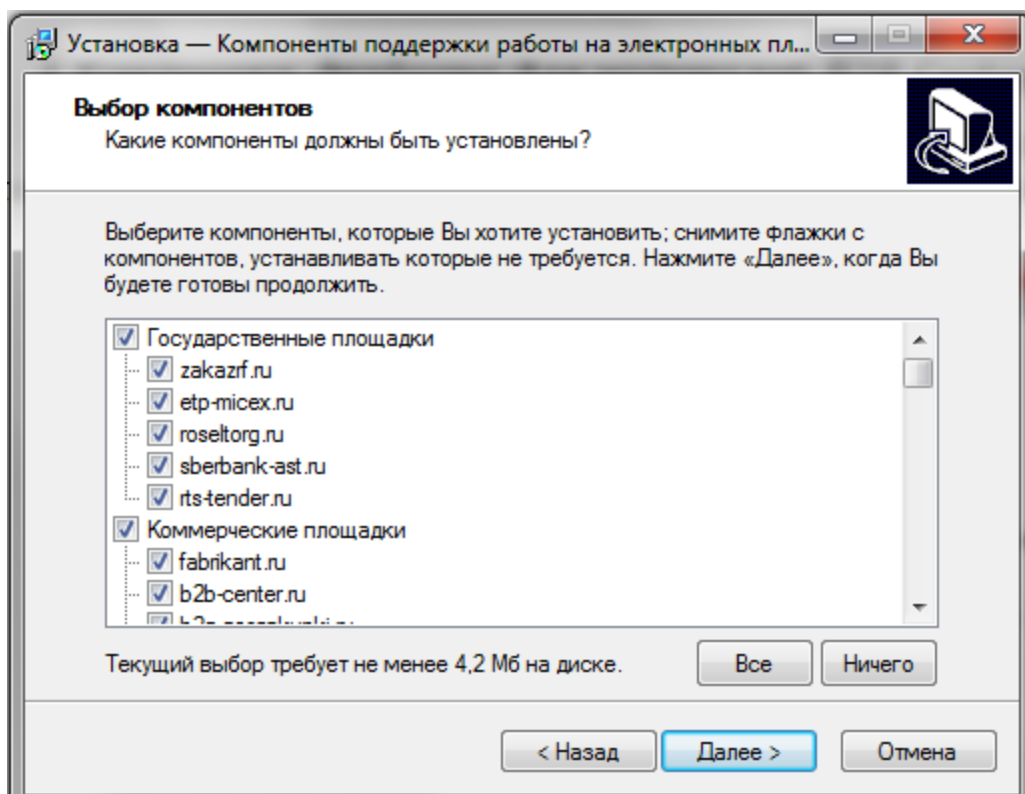 Установка — Компоненты поддержки работы на электронных пл...
Выбор компонентов
Какие компоненты должны быть установлены?
Выберите компоненты, которые Вы хотите установить; снимите флажки с
компонентов, устанавливать которые не требуется. Нажмите «Далее», когда Вы
будете готовы продолжить.
Государственные площадки
zakazrf.ru
etp-micex.ru
roseltorg.ru
sberbank-ast.ru
rts-tender.ru
Коммерческие площадки
fabrikant.ru
b2b-center.ru
Текущий выбор требует не менее 4,2 Мб на диске.
Все
Ничего
< Назад
Далее >
Отмена